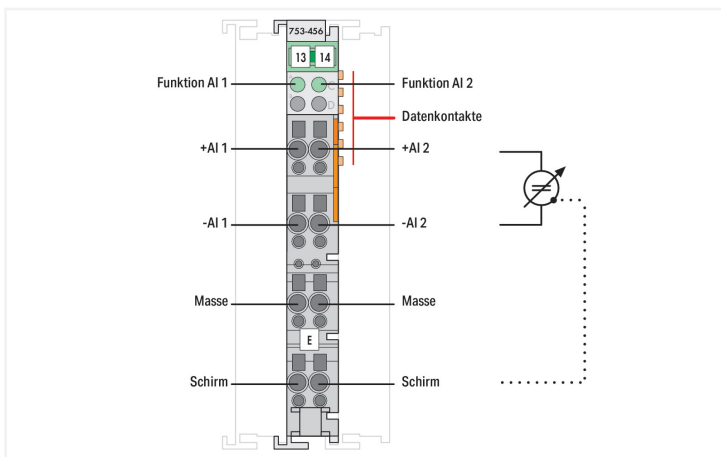 753-456
13 14
Funktion AI 1
Funktion AI 2
C
D
Datenkontakte
+AI 1
+AI 2
-AI 1
-AI 2
Masse
Masse
E
Schirm
Schirm